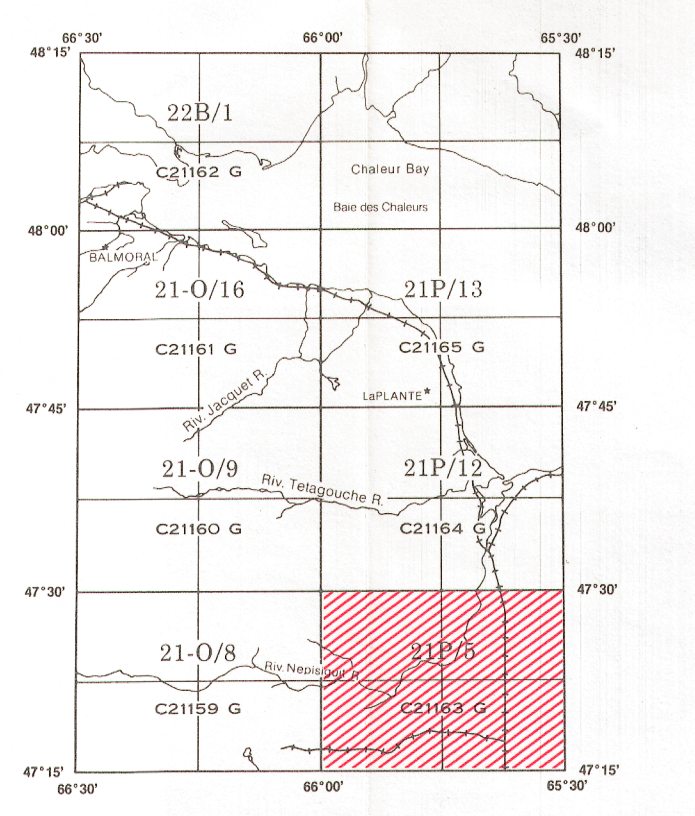 66°30' 66°00' 65°30'
48°15' 48°15'
22B/1
C21162 G
Chaleur Bay
Baie des Chaleurs
48°00' 48°00'
BALMORAL
21-O/16 21P/13
C21161 G C21165 G
Riv. Jacquet R.
LaPLANTE
47°45' 47°45'
21-O/9 21P/12
Riv. Tetagouche R.
C21160 G C21164 G
47°30' 47°30'
21-O/8 21P/5
Riv. Nepisiguit R.
C21159 G C21163 G
47°15' 47°15'
66°30' 66°00' 65°30'